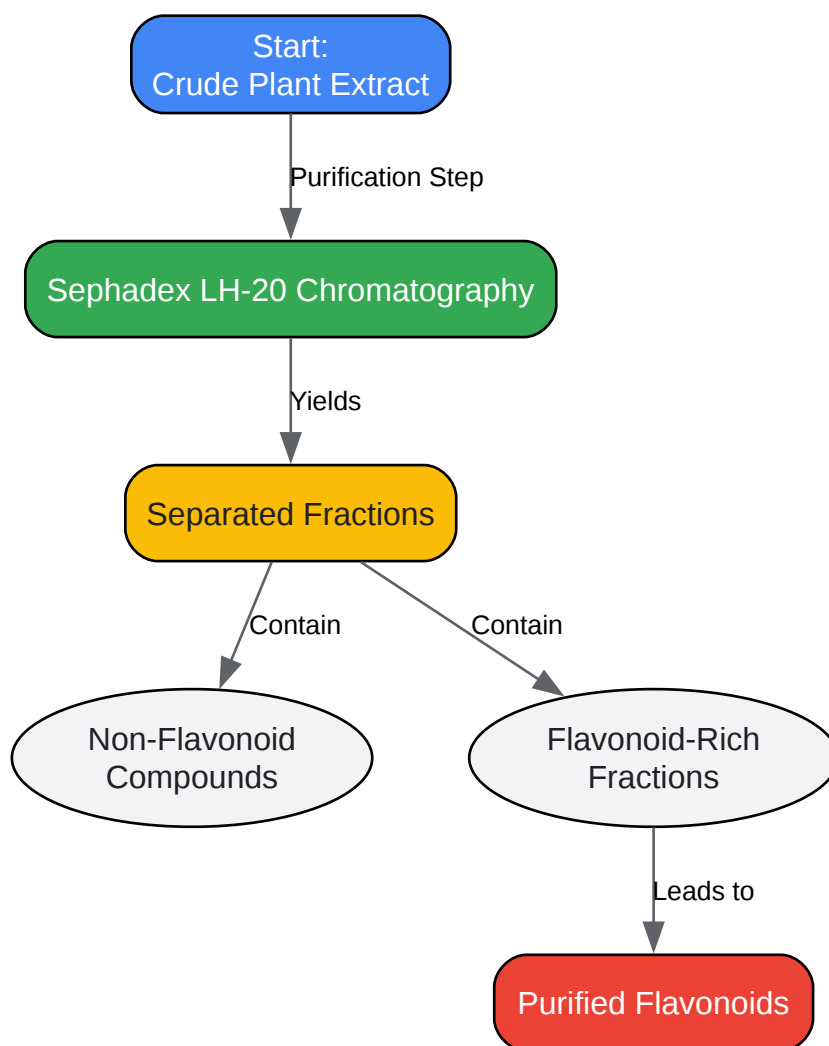 Start:
Crude Plant Extract
Purification Step
Sephadex LH-20 Chromatography
Yields
Separated Fractions
Contain
Contain
Non-Flavonoid
Compounds
Flavonoid-Rich
Fractions
Leads to
Purified Flavonoids